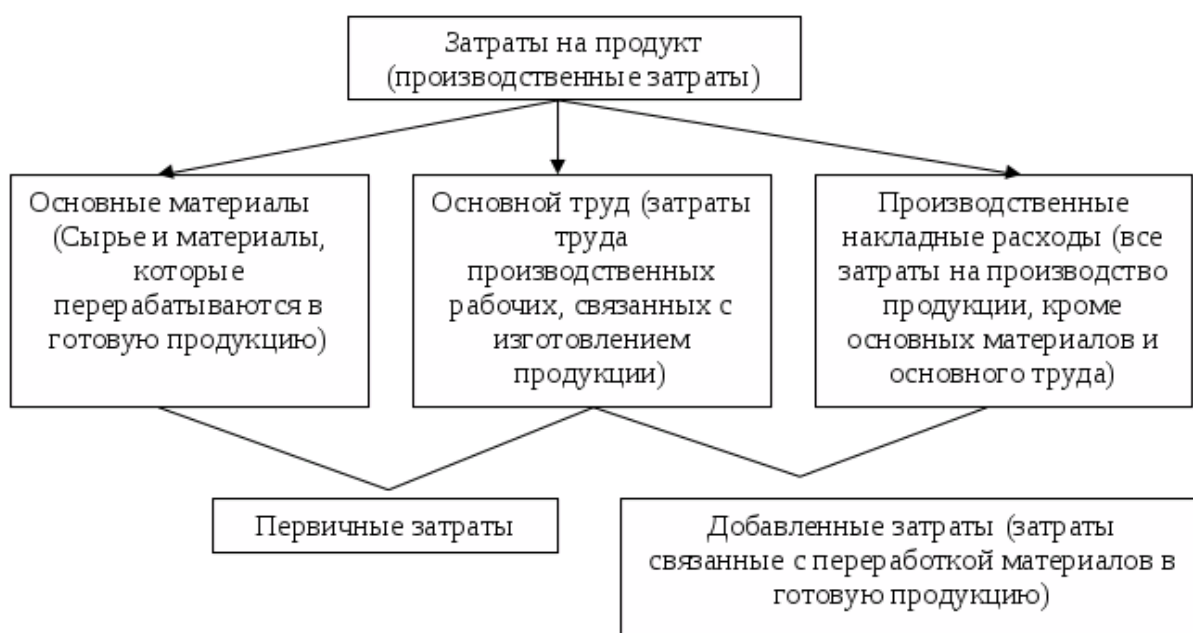 Затраты на продукт
(производственные затраты)
Основные материалы
(Сырье и материалы,
которые
перерабатываются в
готовую продукцию)
Основной труд (затраты
труда
производственных
рабочих, связанных с
изготовлением
продукции)
Производственные
накладные расходы (все
затраты на производство
продукции, кроме
основных материалов и
основного труда)
Первичные затраты
Добавленные затраты (затраты
связанные с переработкой материалов в
готовую продукцию)